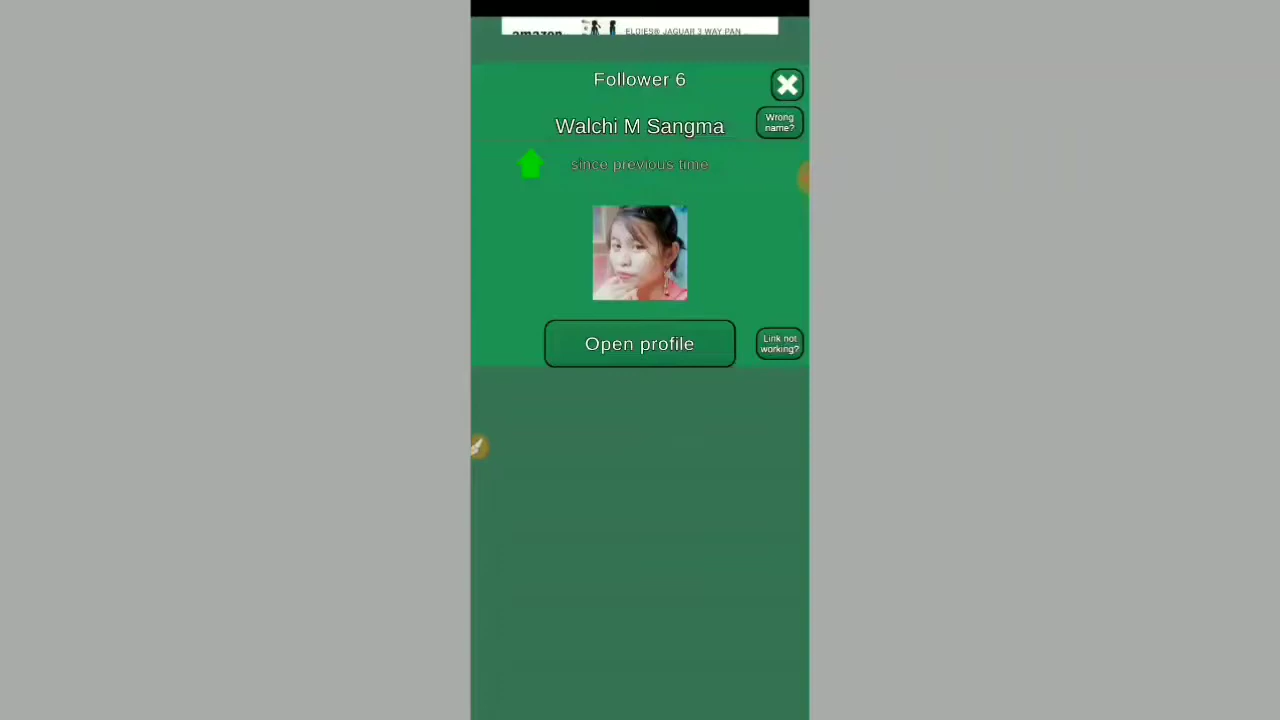 amazon
ELDIES® JAGUAR 3 WAY PAN
Follower 6
Walchi M Sangma
Wrong
name?
since previous time
Open profile
Link not
working?